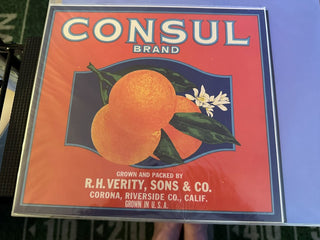 CONSUL
BRAND
GROWN AND PACKED BY
R.H. VERITY, SONS & CO.
CORONA, RIVERSIDE CO., CALIF.
GROWN IN U.S.A.